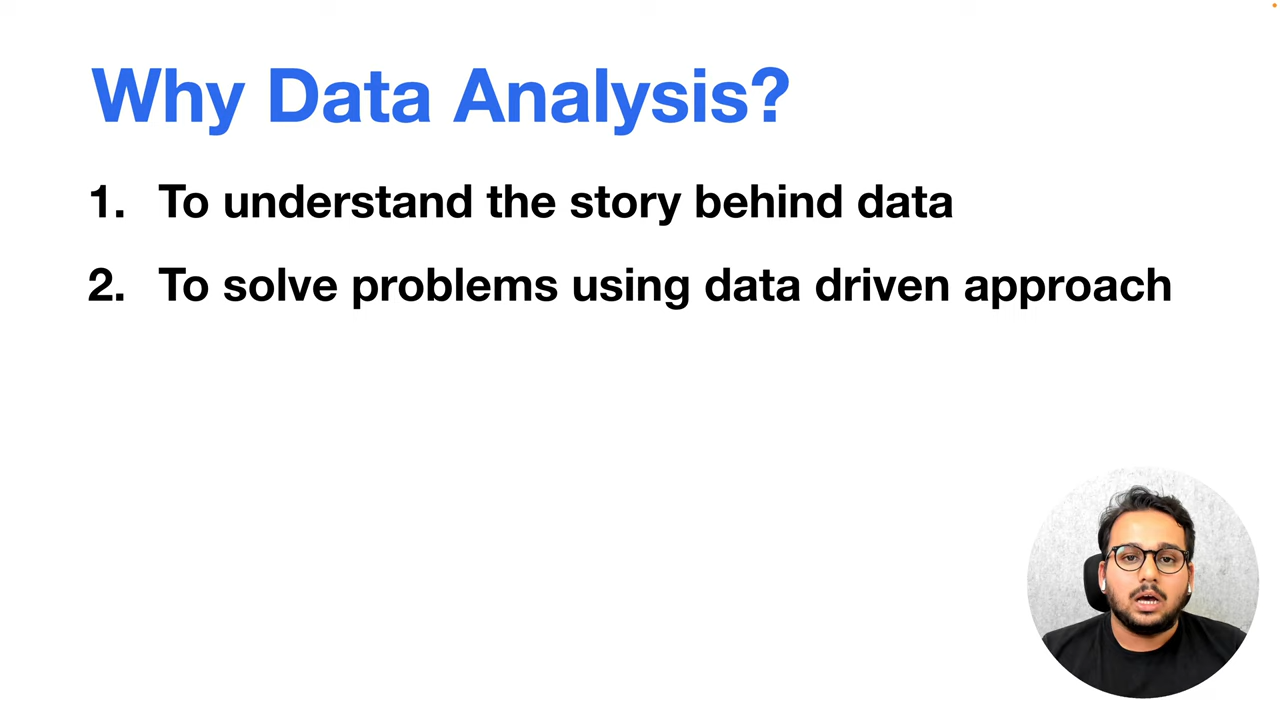 Why Data Analysis?
1. To understand the story behind data
2. To solve problems using data driven approach